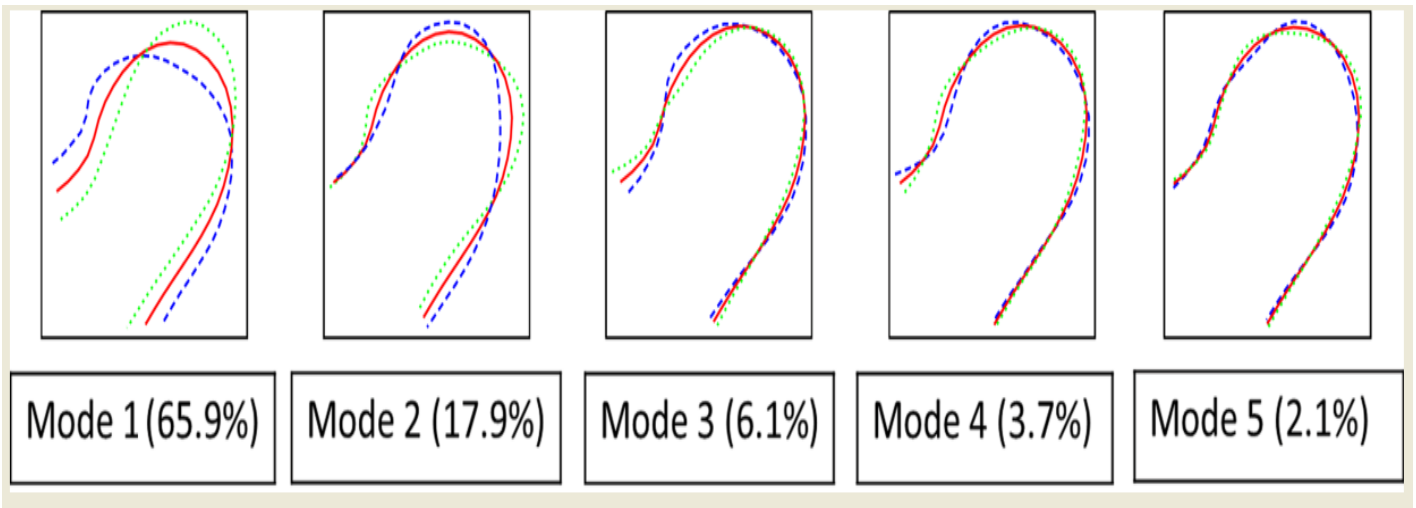 Mode 1 (65.9%)
Mode 2 (17.9%)
Mode 3 (6.1%)
Mode 4 (3.7%)
Mode 5 (2.1%)